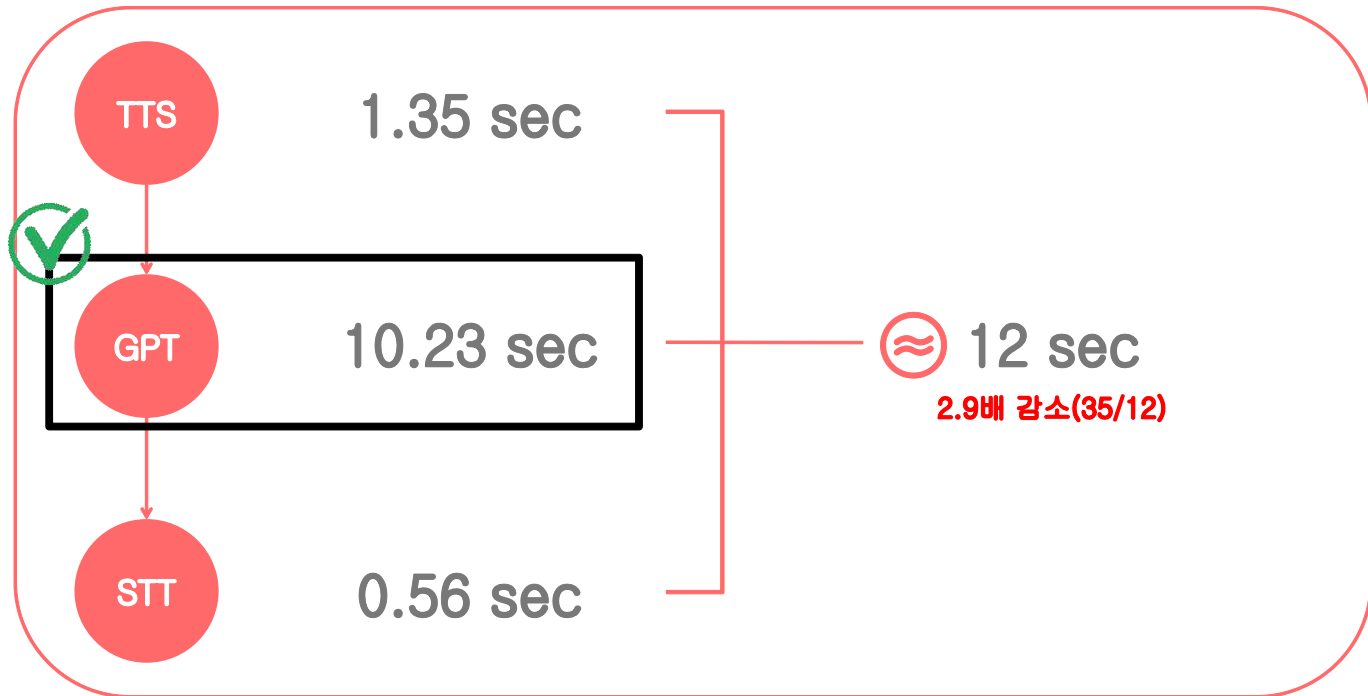 TTS 1.35 sec
GPT 10.23 sec
≈ 12 sec
2.9배 감소(35/12)
STT 0.56 sec